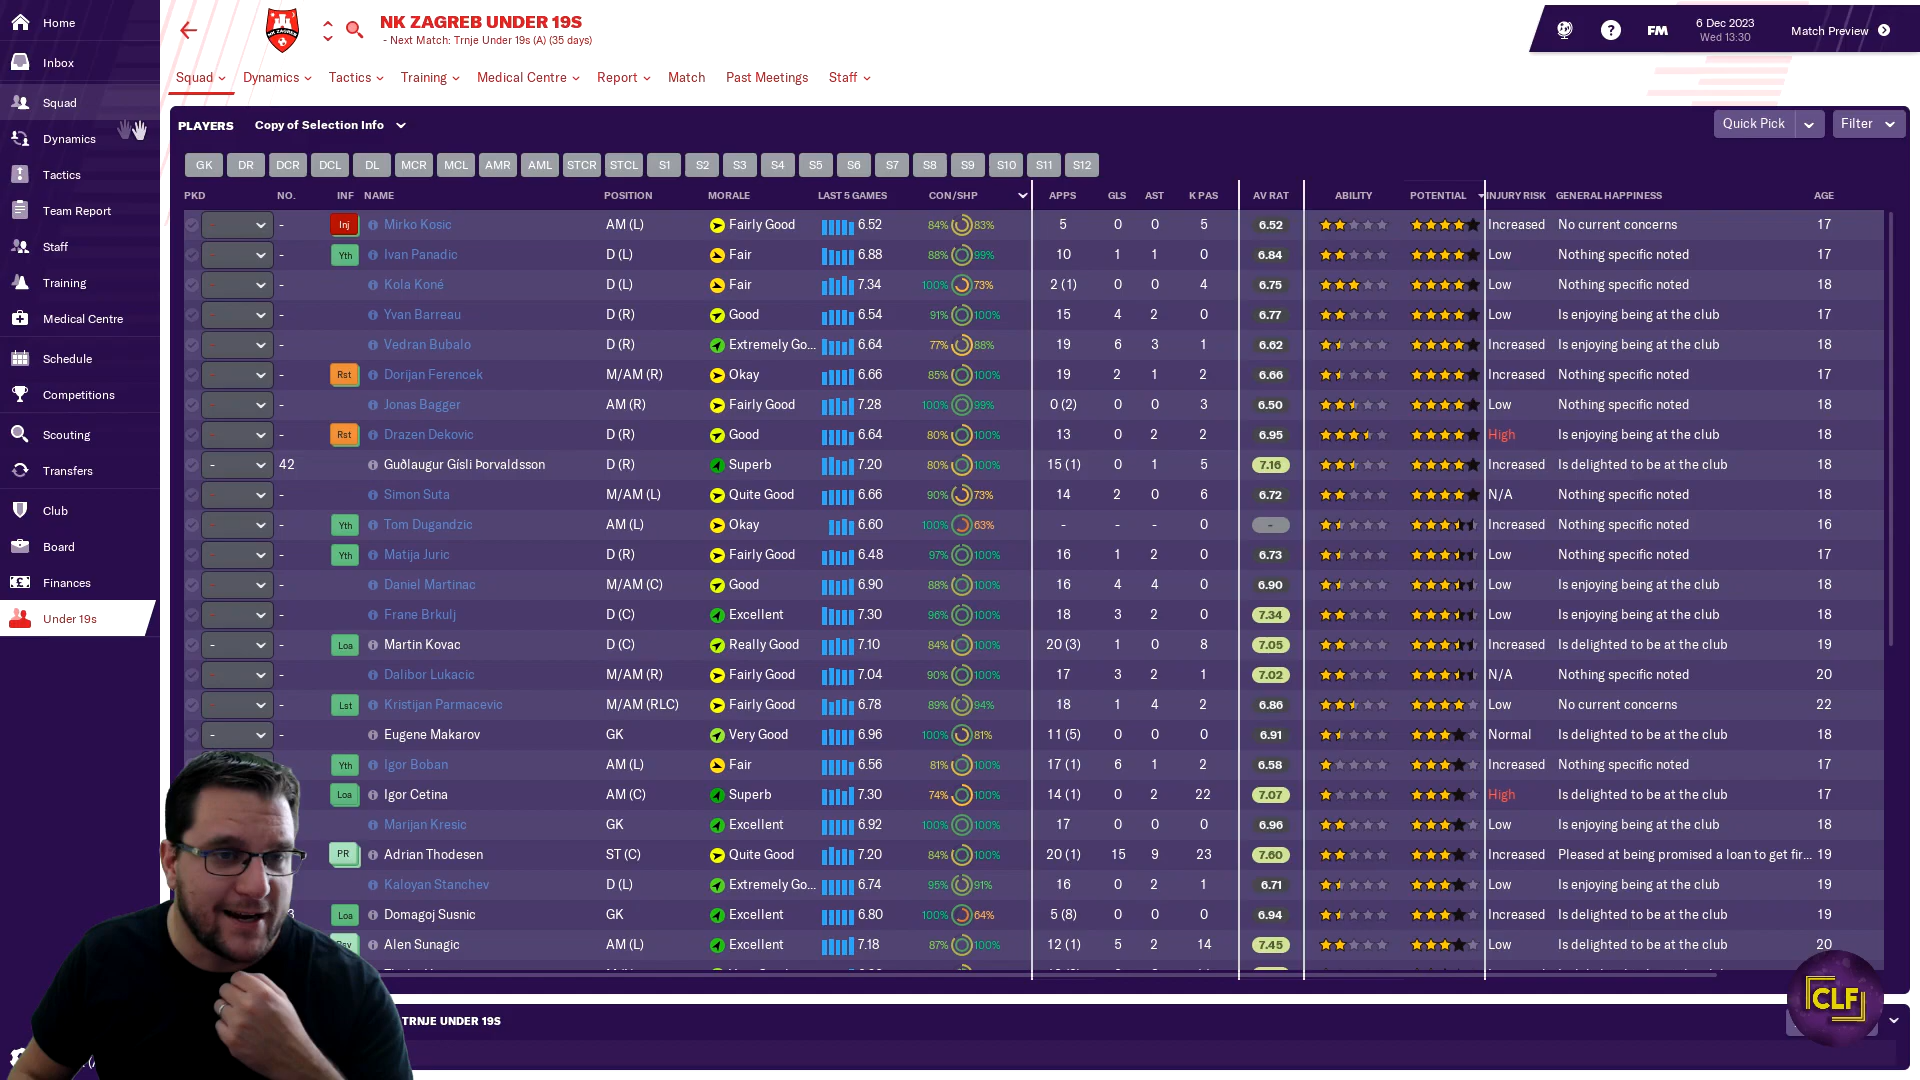 Home
Inbox
Squad
Dynamics
Tactics
Team Report
Staff
Training
Medical Centre
Schedule
Competitions
Scouting
Transfers
Club
Board
Finances
Under 19s
NK ZAGREB
NK ZAGREB UNDER 19S
- Next Match: Trnje Under 19s (A) (35 days)
FM
6 Dec 2023
Wed 13:30
Match Preview
Squad Dynamics Tactics Training Medical Centre Report Match Past Meetings Staff
PLAYERS Copy of Selection Info
Quick Pick Filter
GK DR DCR DCL DL MCR MCL AMR AML STCR STCL S1 S2 S3 S4 S5 S6 S7 S8 S9 S10 S11 S12
PKD NO. INF NAME POSITION MORALE LAST 5 GAMES CON/SHP APPS GLS AST K PAS AV RAT ABILITY POTENTIAL INJURY RISK GENERAL HAPPINESS AGE
- - Inj Mirko Kosic AM (L) Fairly Good 6.52 84% 83% 5 0 0 5 6.52 Increased No current concerns 17
- - Yth Ivan Panadic D (L) Fair 6.88 88% 99% 10 1 1 0 6.84 Low Nothing specific noted 17
- - Kola Koné D (L) Fair 7.34 100% 73% 2 (1) 0 0 4 6.75 Low Nothing specific noted 18
- - Yvan Barreau D (R) Good 6.54 91% 100% 15 4 2 0 6.77 Low Is enjoying being at the club 17
- - Vedran Bubalo D (R) Extremely Go... 6.64 77% 88% 19 6 3 1 6.62 Increased Is enjoying being at the club 18
- - Rst Dorijan Ferencek M/AM (R) Okay 6.66 85% 100% 19 2 1 2 6.66 Increased Nothing specific noted 17
- - Jonas Bagger AM (R) Fairly Good 7.28 100% 99% 0 (2) 0 0 3 6.50 Low Nothing specific noted 18
- - Rst Drazen Dekovic D (R) Good 6.64 80% 100% 13 0 2 2 6.95 High Is enjoying being at the club 18
- 42 Guðlaugur Gísli Þorvaldsson D (R) Superb 7.20 80% 100% 15 (1) 0 1 5 7.16 Increased Is delighted to be at the club 18
- - Simon Suta M/AM (L) Quite Good 6.66 90% 73% 14 2 0 6 6.72 N/A Nothing specific noted 18
- - Yth Tom Dugandzic AM (L) Okay 6.60 100% 63% - - - 0 - Increased Nothing specific noted 16
- - Yth Matija Juric D (R) Fairly Good 6.48 97% 100% 16 1 2 0 6.73 Low Nothing specific noted 17
- - Daniel Martinac M/AM (C) Good 6.90 88% 100% 16 4 4 0 6.90 Low Is enjoying being at the club 18
- - Frane Brkulj D (C) Excellent 7.30 96% 100% 18 3 2 0 7.34 Low Is enjoying being at the club 18
- - Loa Martin Kovac D (C) Really Good 7.10 84% 100% 20 (3) 1 0 8 7.05 Increased Is delighted to be at the club 19
- - Dalibor Lukacic M/AM (R) Fairly Good 7.04 90% 100% 17 3 2 1 7.02 N/A Nothing specific noted 20
- - Lst Kristijan Parmacevic M/AM (RLC) Fairly Good 6.78 89% 94% 18 1 4 2 6.86 Low No current concerns 22
- - Eugene Makarov GK Very Good 6.96 100% 81% 11 (5) 0 0 0 6.91 Normal Is delighted to be at the club 18
Yth Igor Boban AM (L) Fair 6.56 81% 100% 17 (1) 6 1 2 6.58 Increased Nothing specific noted 17
Loa Igor Cetina AM (C) Superb 7.30 74% 100% 14 (1) 0 2 22 7.07 High Is delighted to be at the club 17
Marijan Kresic GK Excellent 6.92 100% 100% 17 0 0 0 6.96 Low Is enjoying being at the club 18
PR Adrian Thodesen ST (C) Quite Good 7.20 84% 100% 20 (1) 15 9 23 7.60 Increased Pleased at being promised a loan to get fir... 19
Kaloyan Stanchev D (L) Extremely Go... 6.74 95% 91% 16 0 2 1 6.71 Low Is enjoying being at the club 19
3 Loa Domagoj Susnic GK Excellent 6.80 100% 64% 5 (8) 0 0 0 6.94 Increased Is delighted to be at the club 19
Alen Sunagic AM (L) Excellent 7.18 87% 100% 12 (1) 5 2 14 7.45 Low Is delighted to be at the club 20
TRNJE UNDER 19S
CLF